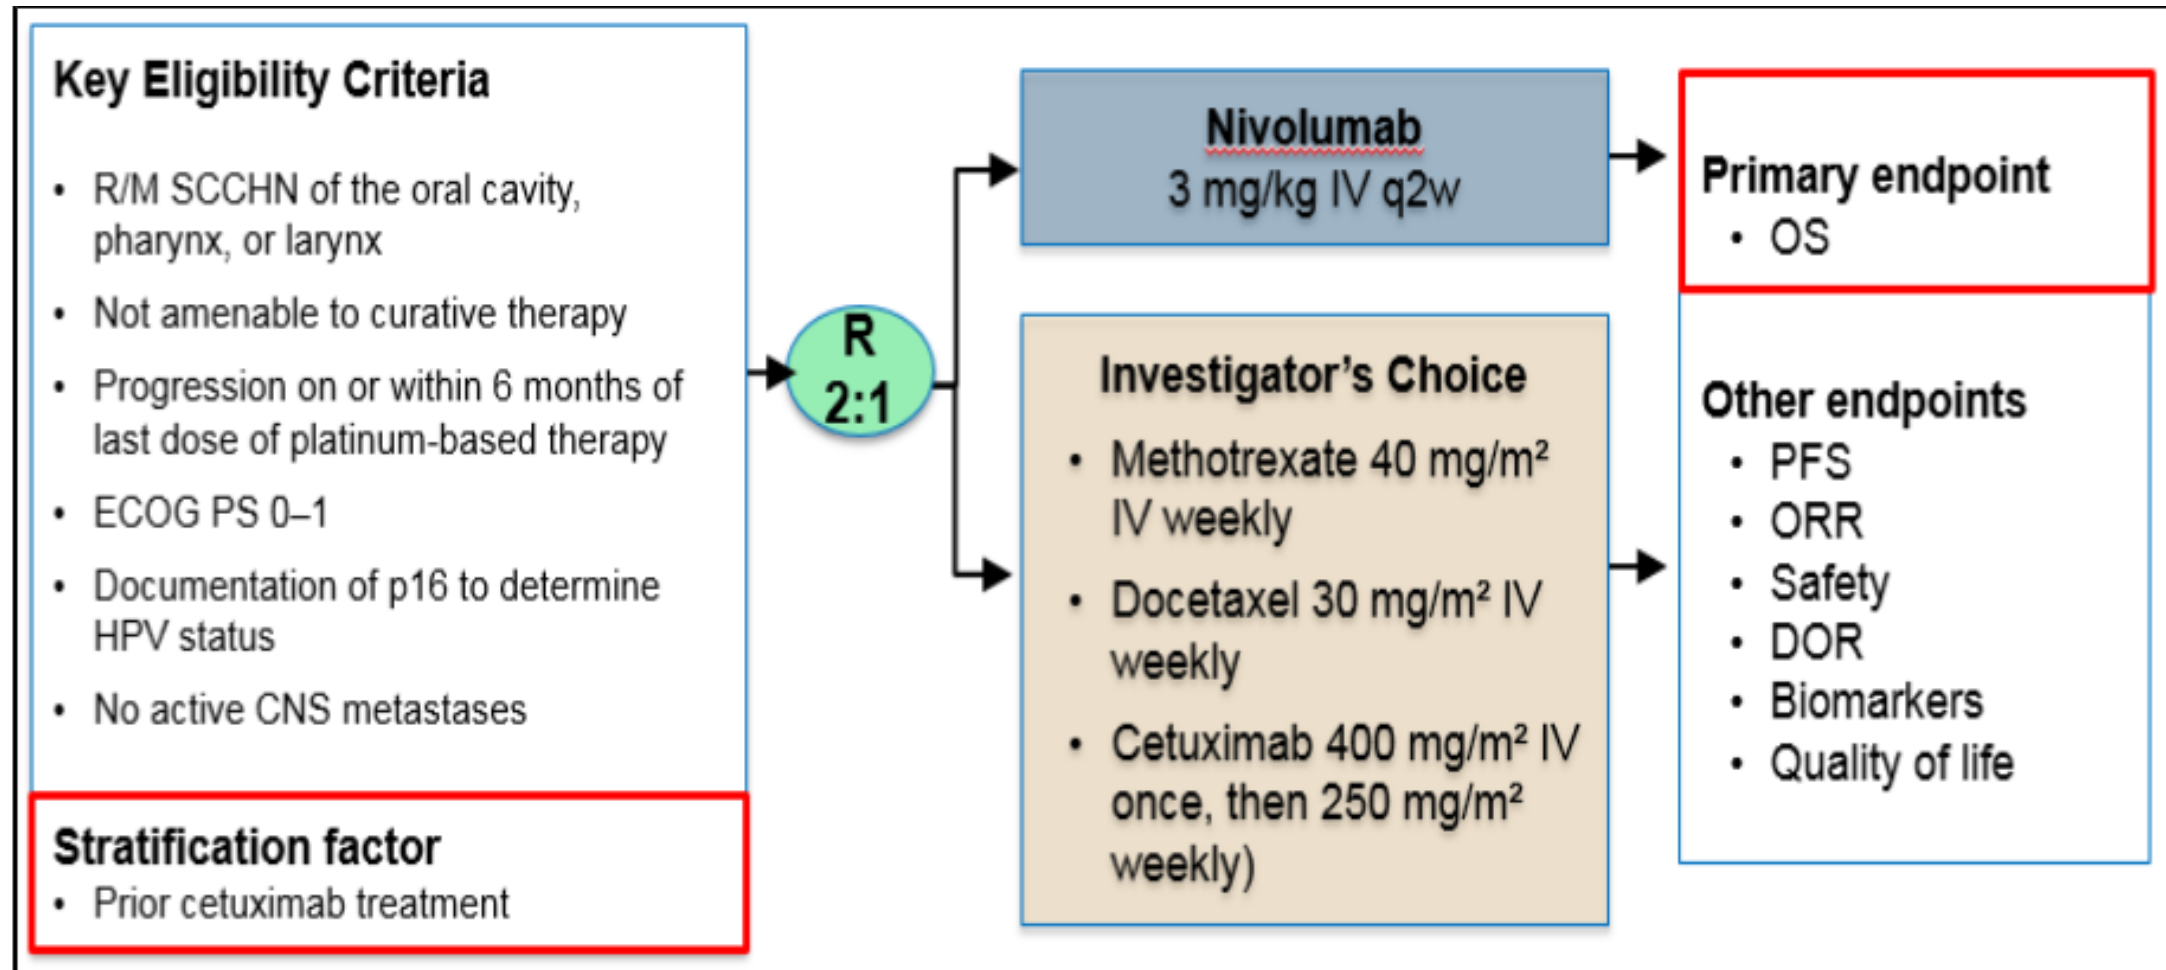 Key Eligibility Criteria
• R/M SCCHN of the oral cavity,
pharynx, or larynx
• Not amenable to curative therapy
• Progression on or within 6 months of
last dose of platinum-based therapy
• ECOG PS 0–1
• Documentation of p16 to determine
HPV status
• No active CNS metastases
Stratification factor
• Prior cetuximab treatment
R
2:1
Nivolumab
3 mg/kg IV q2w
Investigator’s Choice
• Methotrexate 40 mg/m²
IV weekly
• Docetaxel 30 mg/m² IV
weekly
• Cetuximab 400 mg/m² IV
once, then 250 mg/m²
weekly)
Primary endpoint
• OS
Other endpoints
• PFS
• ORR
• Safety
• DOR
• Biomarkers
• Quality of life